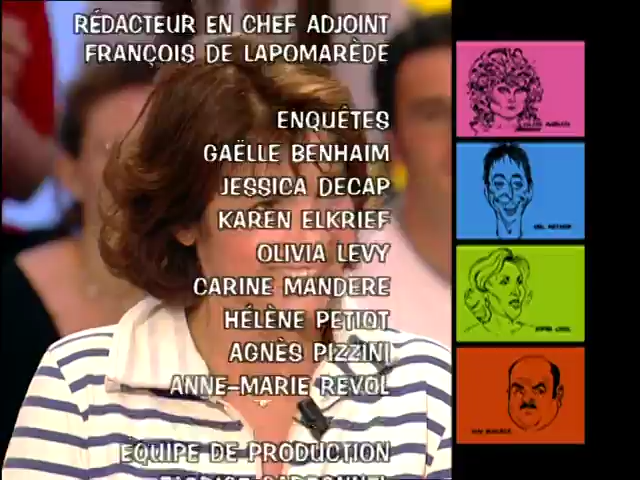 RÉDACTEUR EN CHEF ADJOINT
FRANÇOIS DE LAPOMARÈDE
ENQUÊTES
GAËLLE BENHAIM
JESSICA DECAP
KAREN ELKRIEF
OLIVIA LEVY
CARINE MANDERE
HÉLÈNE PETIOT
AGNÈS PIZZINI
ANNE-MARIE REVOL
EQUIPE DE PRODUCTION